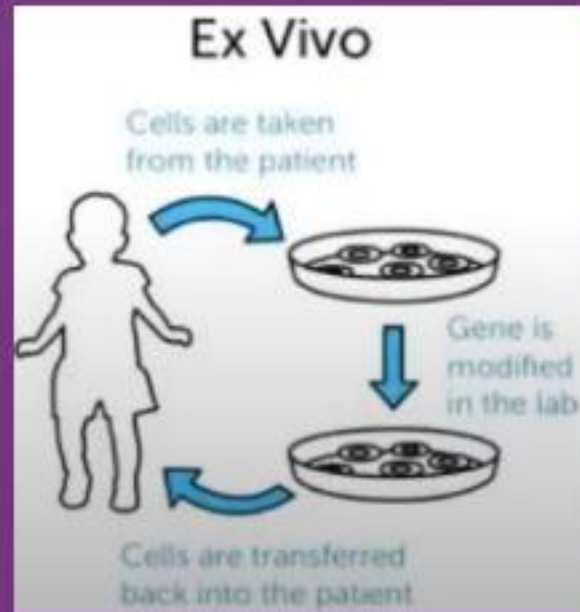 Ex Vivo
Cells are taken
from the patient
Gene is
modified
in the lab
Cells are transferred
back into the patient